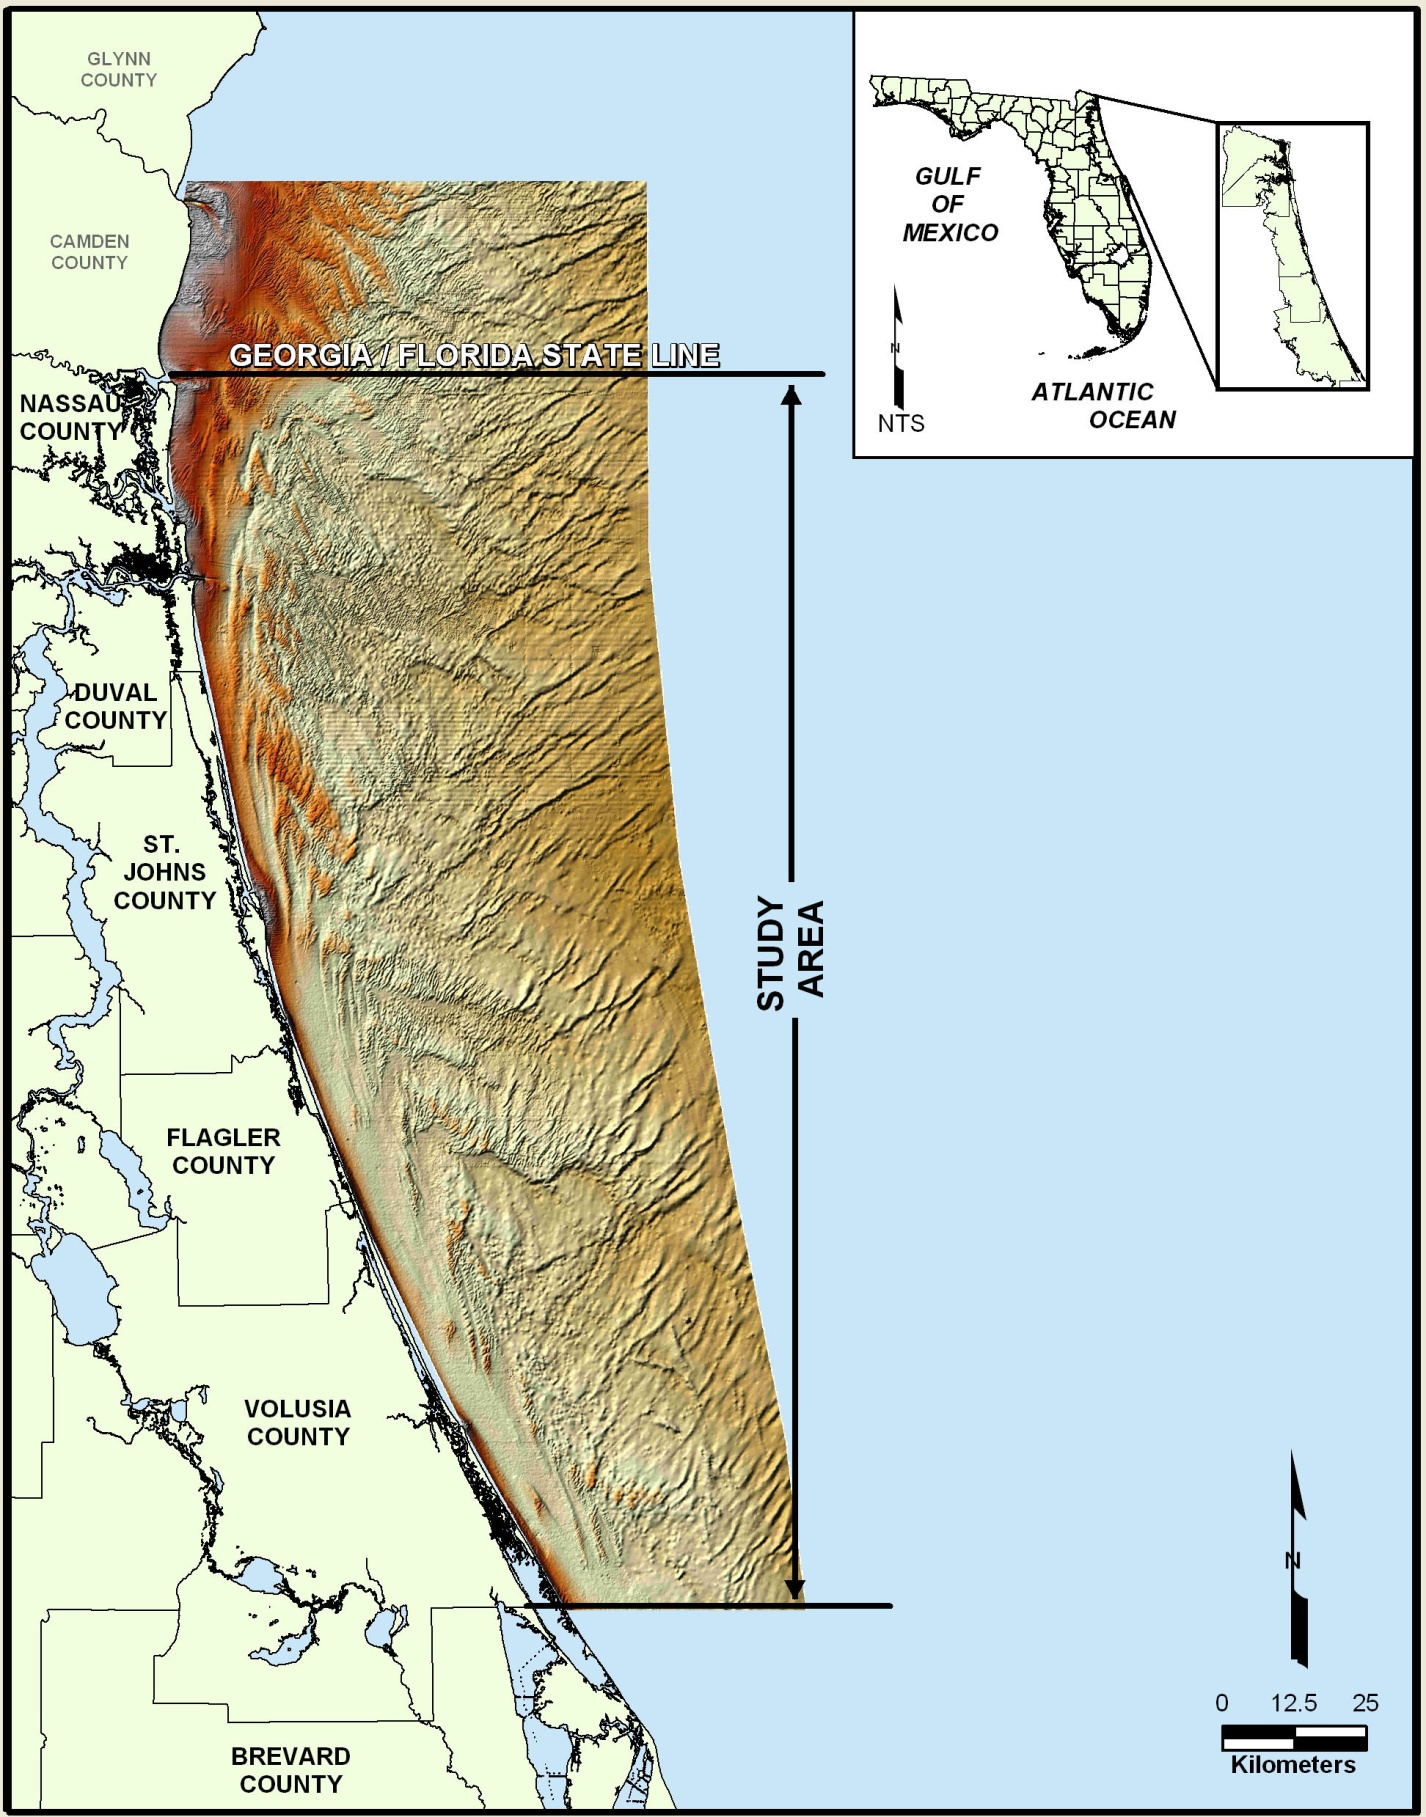 GLYNN
COUNTY
CAMDEN
COUNTY
GEORGIA / FLORIDA STATE LINE
NASSAU
COUNTY
DUVAL
COUNTY
ST.
JOHNS
COUNTY
FLAGLER
COUNTY
VOLUSIA
COUNTY
BREVARD
COUNTY
STUDY
AREA
GULF
OF
MEXICO
N
NTS
ATLANTIC
OCEAN
N
0 12.5 25
Kilometers